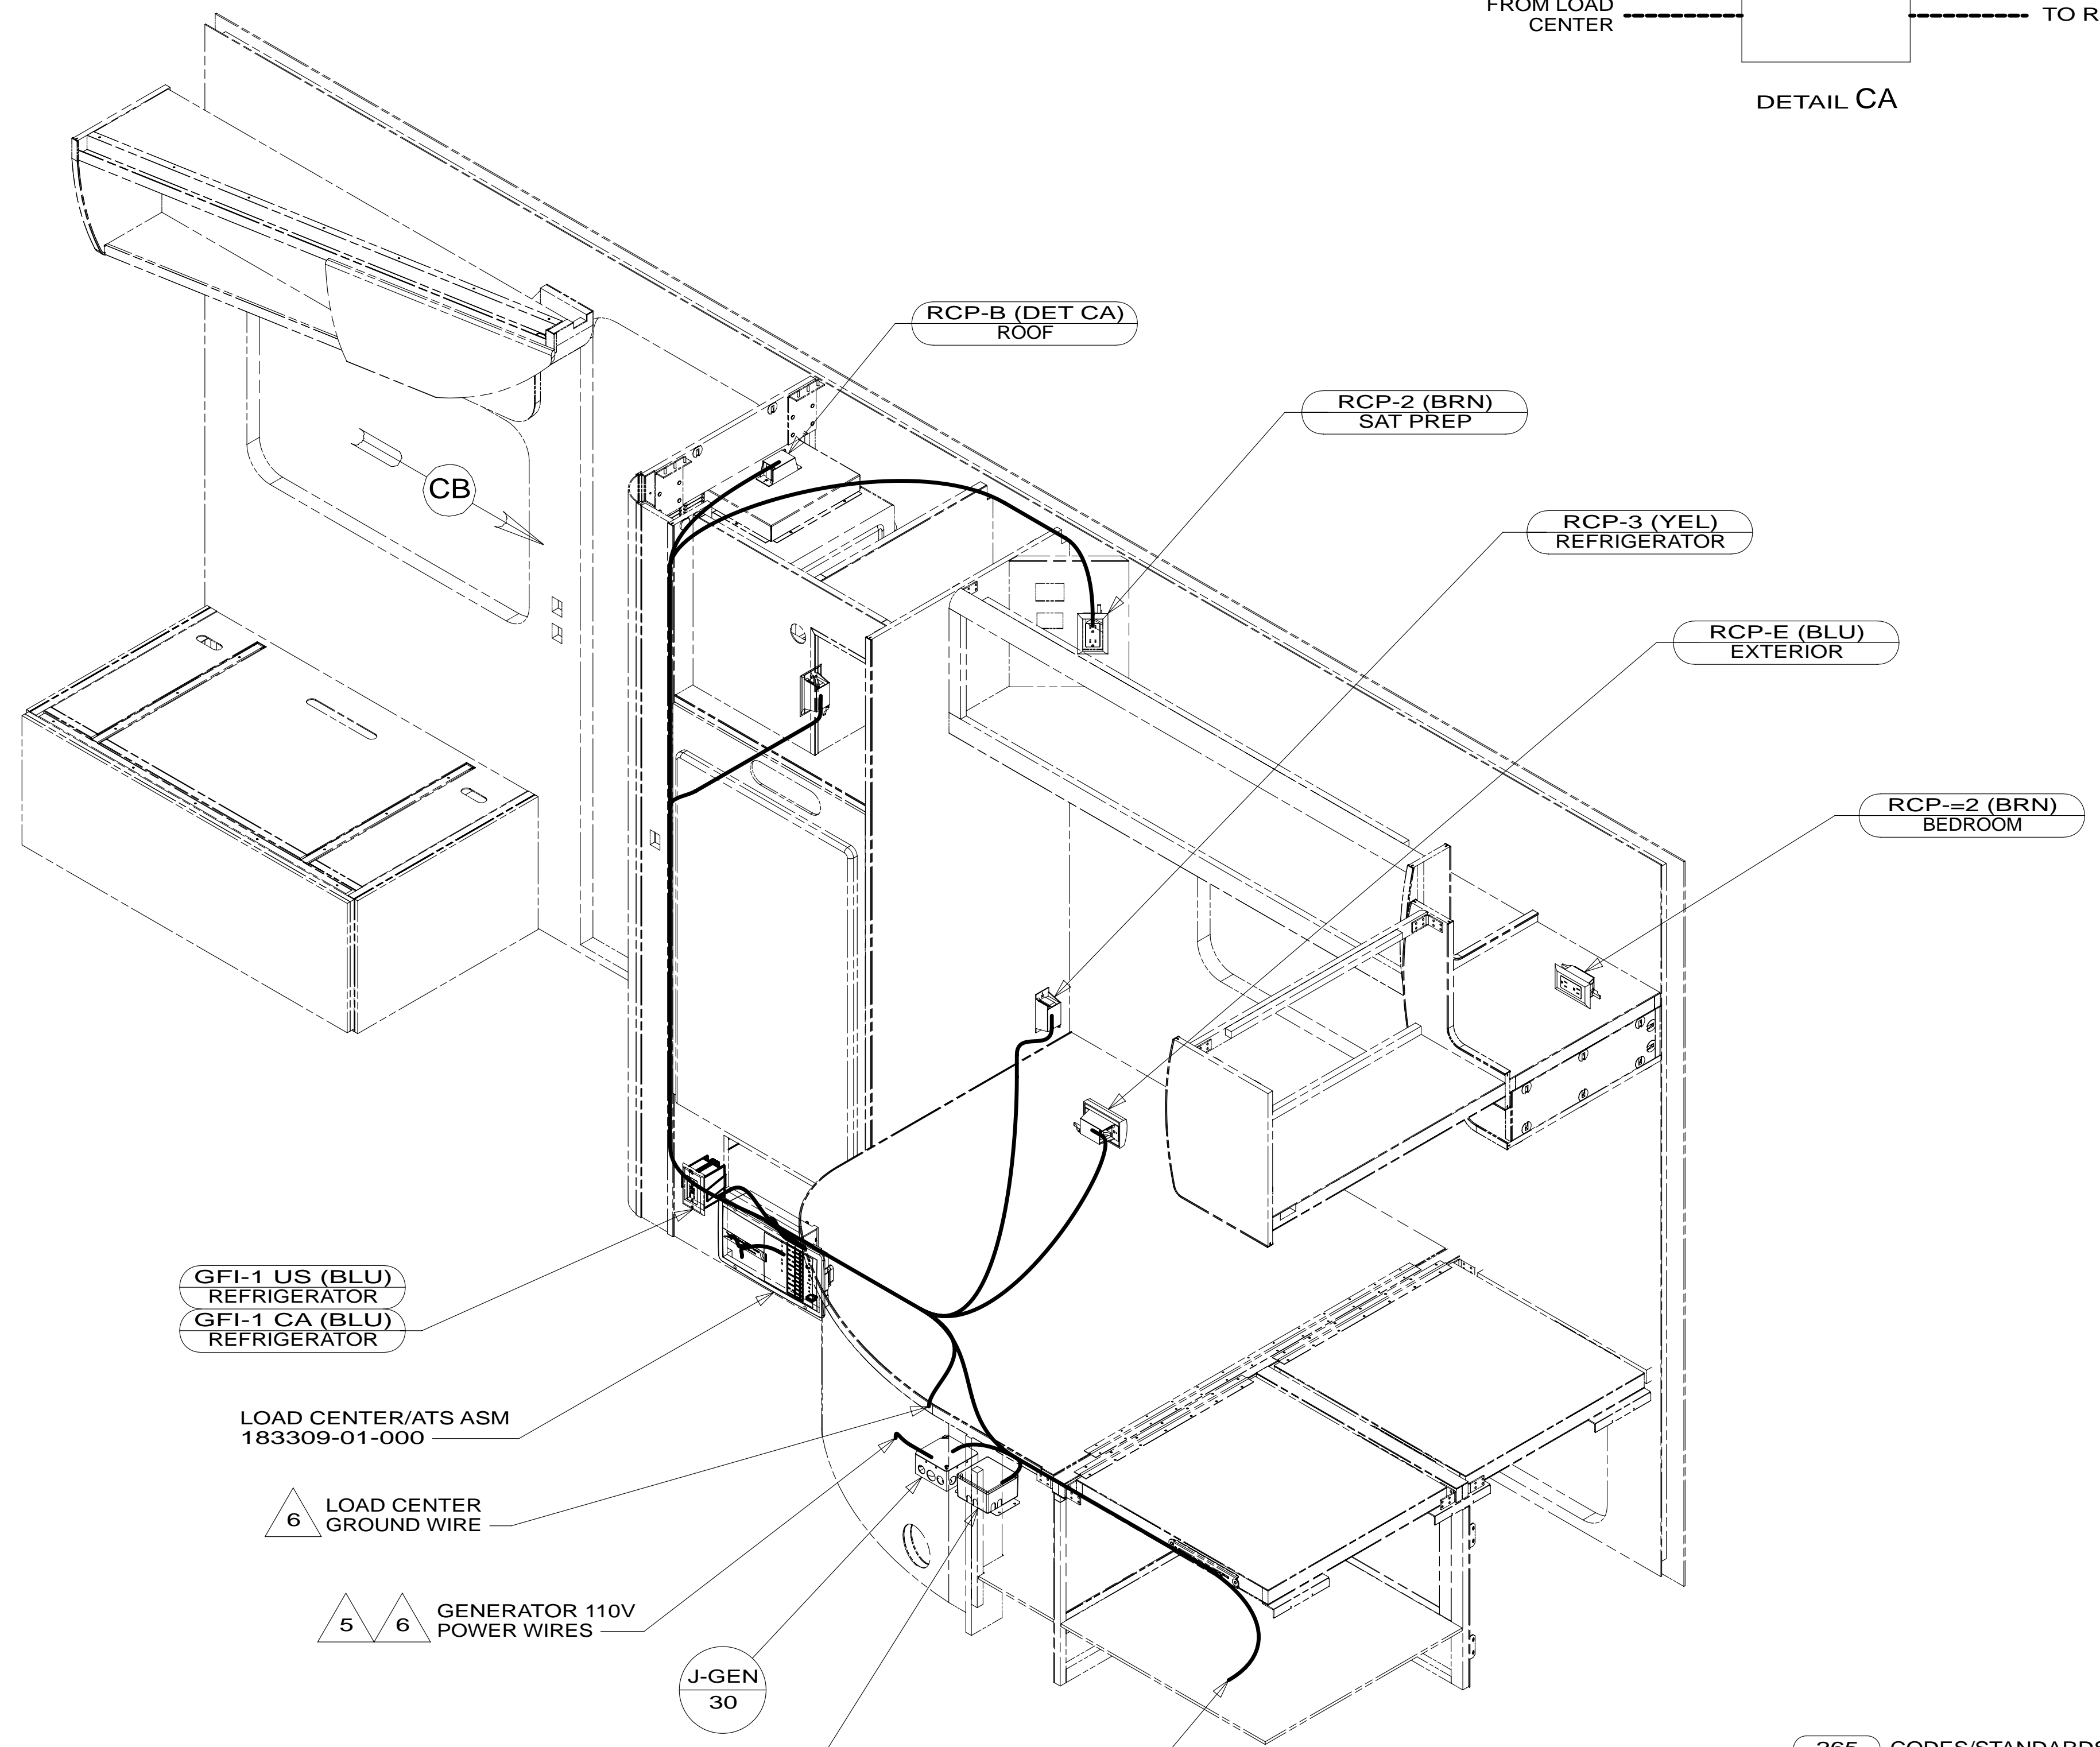 FROM LOAD
CENTER
TO R
DETAIL CA
RCP-B (DET CA)
ROOF
RCP-2 (BRN)
SAT PREP
CB
RCP-3 (YEL)
REFRIGERATOR
RCP-E (BLU)
EXTERIOR
RCP-=2 (BRN)
BEDROOM
GFI-1 US (BLU)
REFRIGERATOR
GFI-1 CA (BLU)
REFRIGERATOR
LOAD CENTER/ATS ASM
183309-01-000
6 LOAD CENTER
GROUND WIRE
5 6 GENERATOR 110V
POWER WIRES
J-GEN
30
365 CODES/STANDARDS